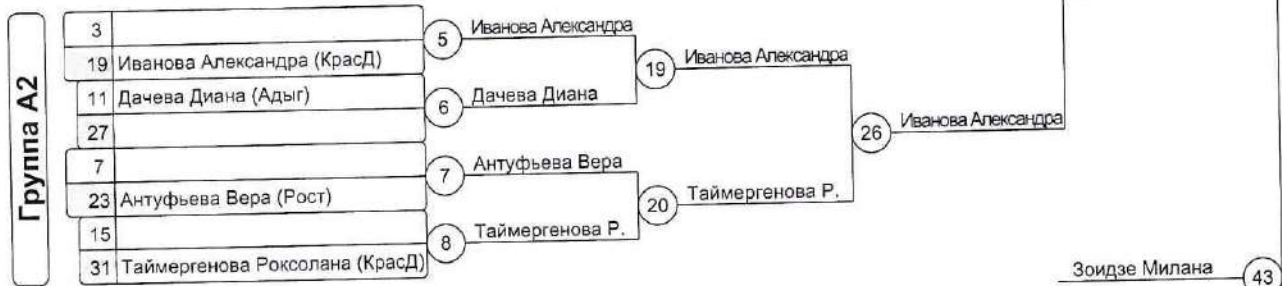 Группа А2
3
5 Иванова Александра
19 Иванова Александра (КрасД)
19 Иванова Александра
11 Дачева Диана (Адыг)
6 Дачева Диана
27
26 Иванова Александра
7
7 Антуфьева Вера
23 Антуфьева Вера (Рост)
20 Таймергенова Р.
15
8 Таймергенова Р.
31 Таймергенова Роксолана (КрасД)
Зоидзе Милана 43